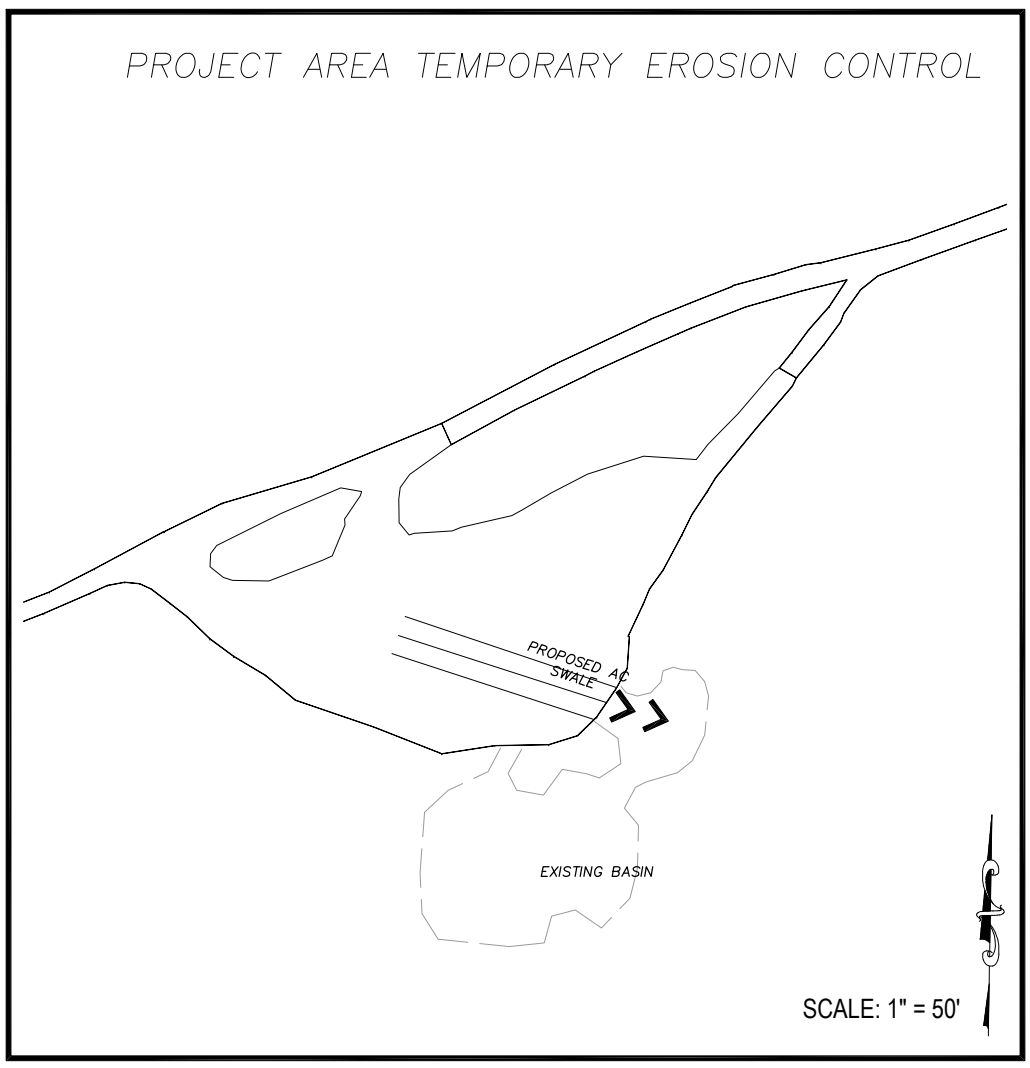 PROJECT AREA TEMPORARY EROSION CONTROL
PROPOSED AC
SWALE
EXISTING BASIN
SCALE: 1" = 50'